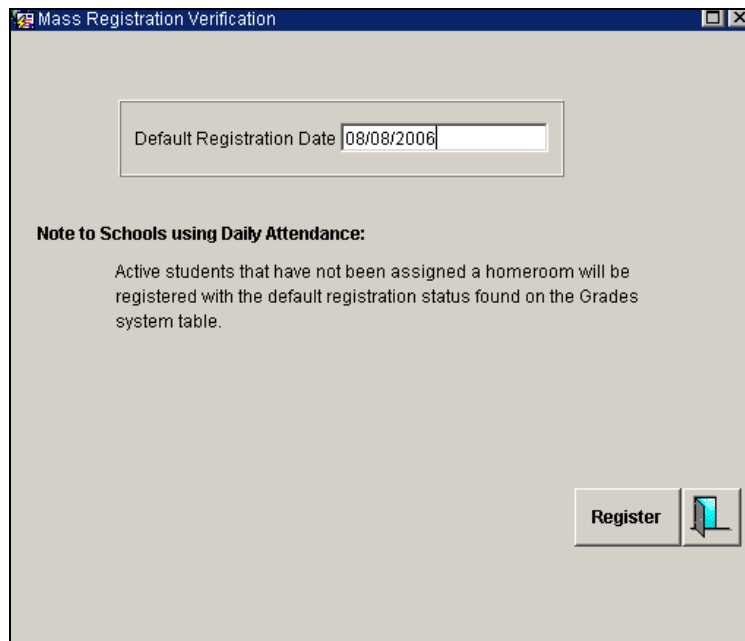 Mass Registration Verification
Default Registration Date 08/08/2006
Note to Schools using Daily Attendance:
Active students that have not been assigned a homeroom will be
registered with the default registration status found on the Grades
system table.
Register